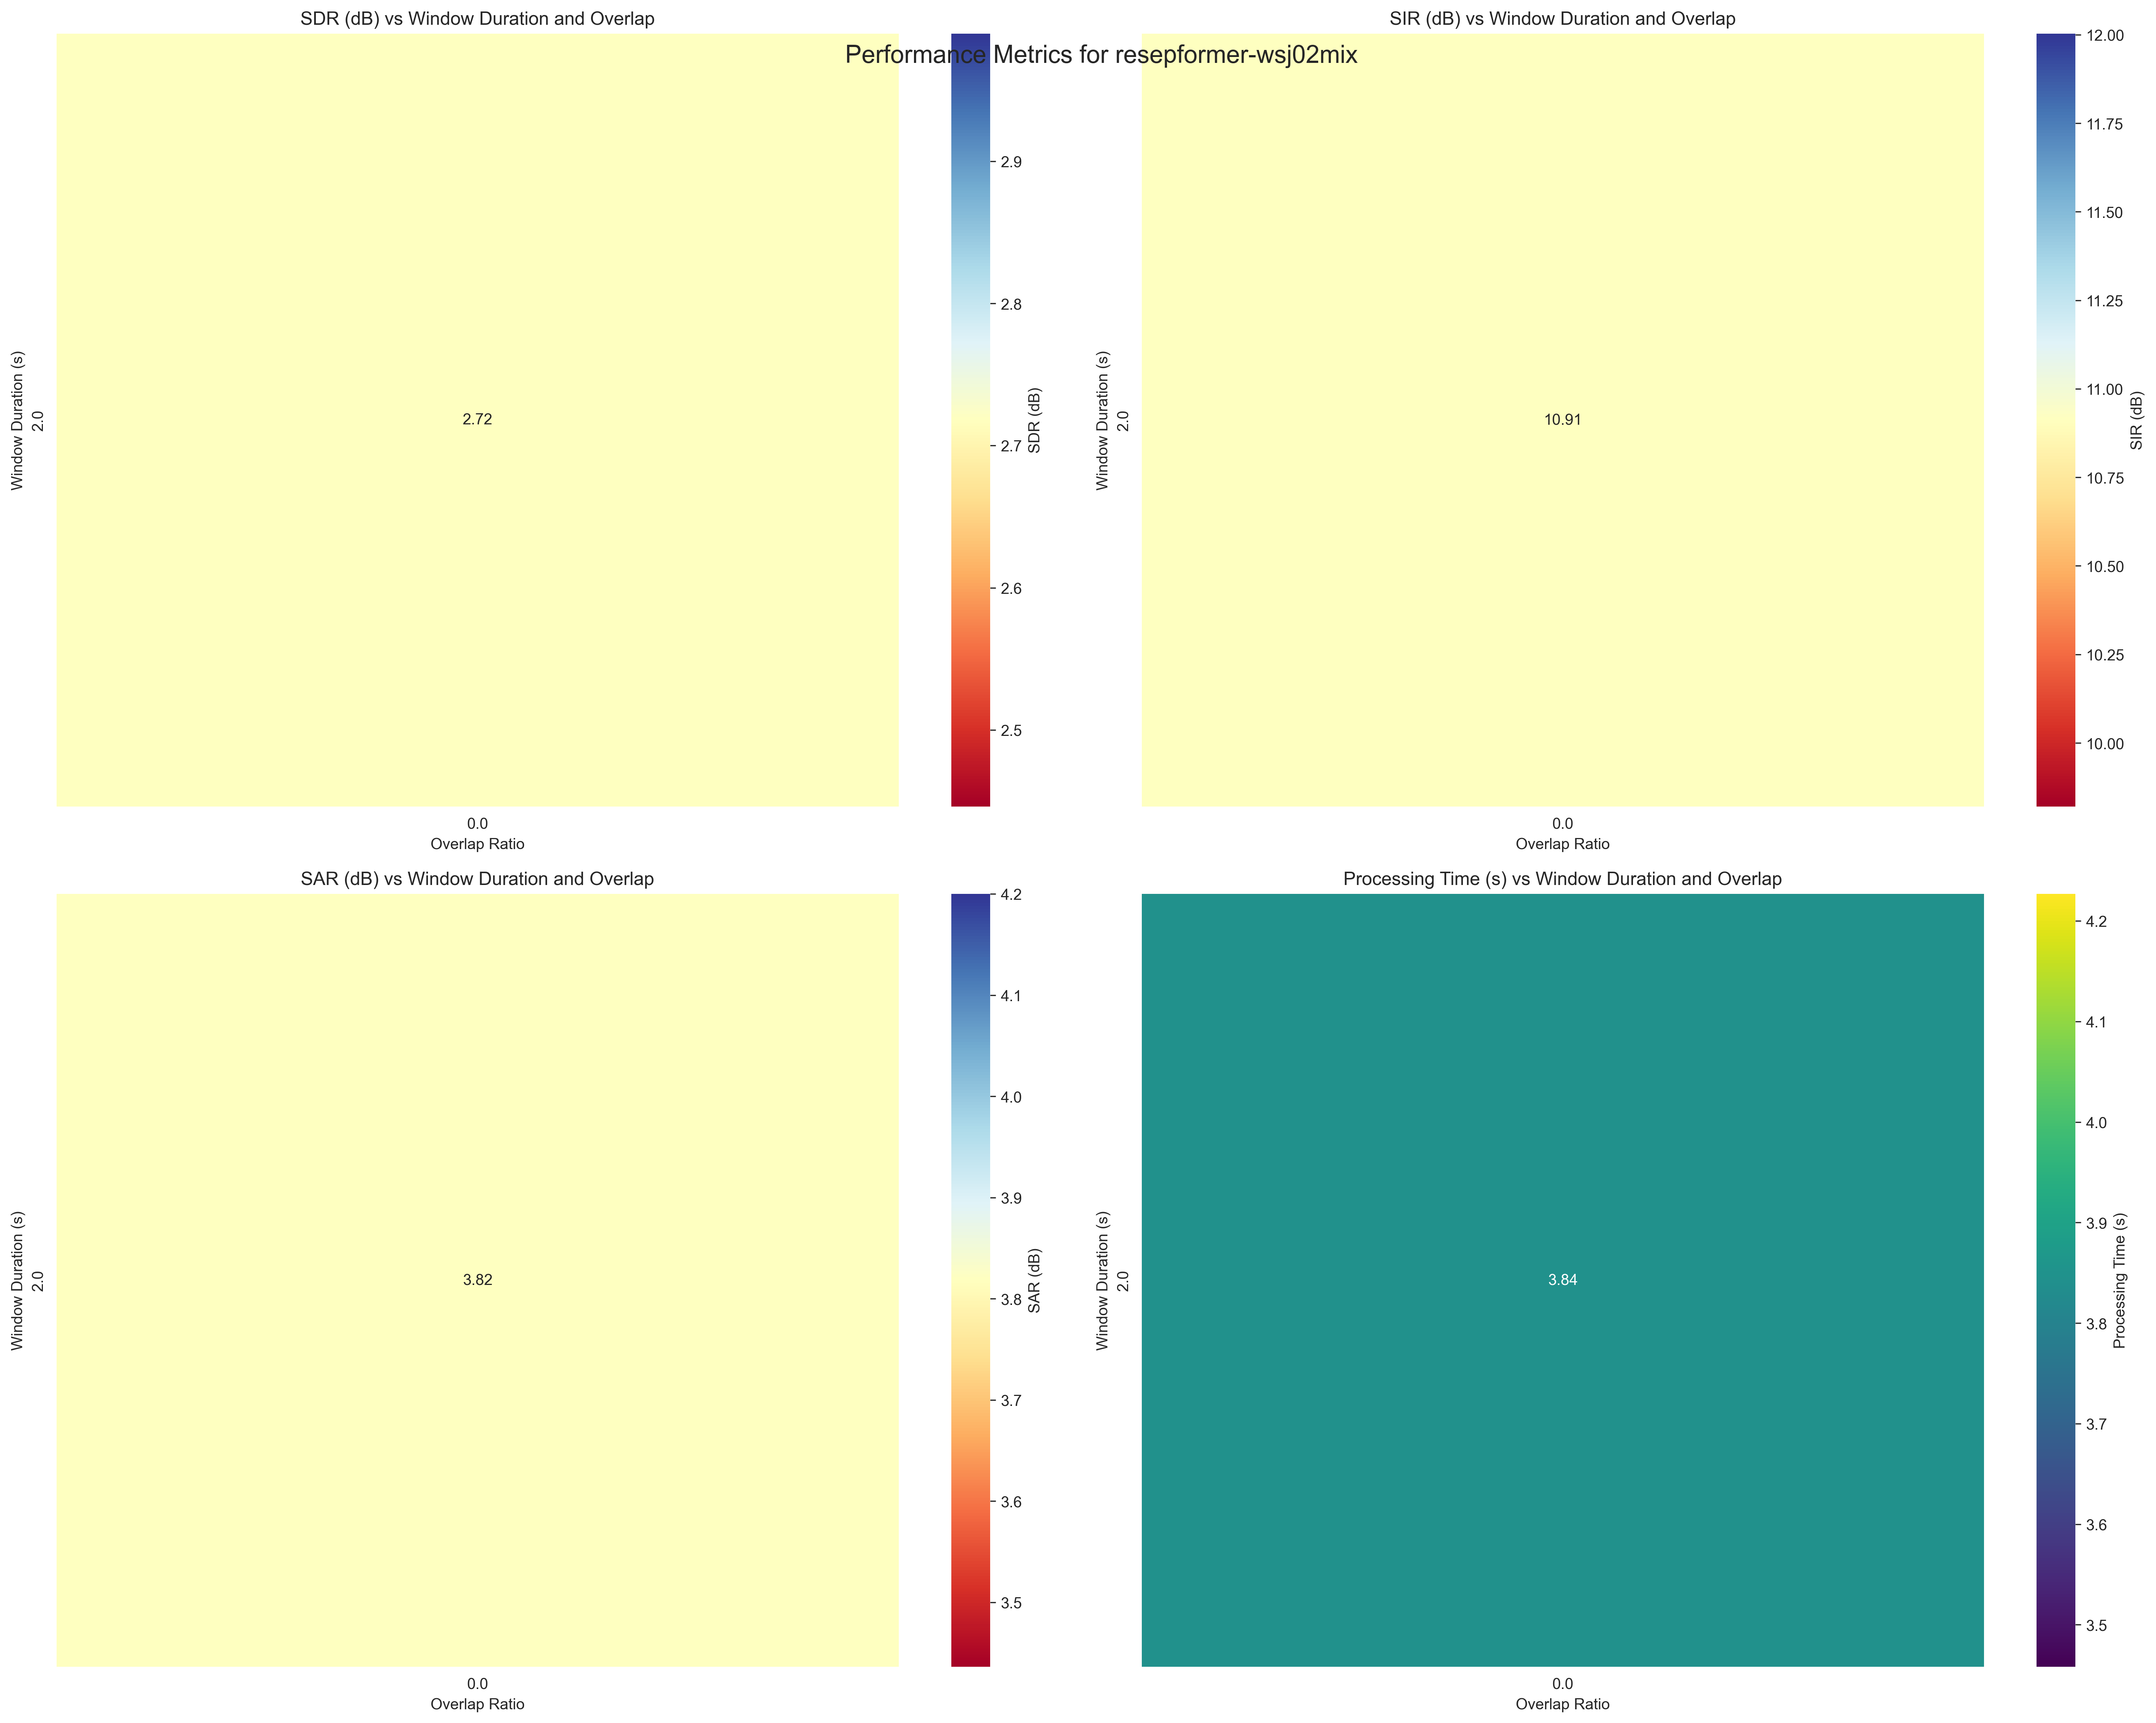 SDR (dB) vs Window Duration and Overlap
SIR (dB) vs Window Duration and Overlap
Performance Metrics for resepformer-wsj02mix
Window Duration (s)
2.0
2.72
0.0
Overlap Ratio
2.9
2.8
2.7
2.6
2.5
SDR (dB)
Window Duration (s)
2.0
10.91
0.0
Overlap Ratio
12.00
11.75
11.50
11.25
11.00
10.75
10.50
10.25
10.00
SIR (dB)
SAR (dB) vs Window Duration and Overlap
Window Duration (s)
2.0
3.82
0.0
Overlap Ratio
4.2
4.1
4.0
3.9
3.8
3.7
3.6
3.5
SAR (dB)
Processing Time (s) vs Window Duration and Overlap
Window Duration (s)
2.0
3.84
0.0
Overlap Ratio
4.2
4.1
4.0
3.9
3.8
3.7
3.6
3.5
Processing Time (s)